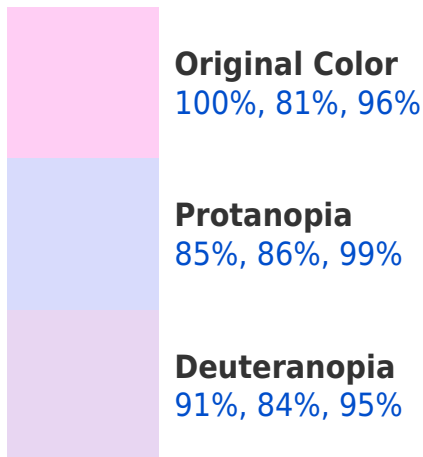 Original Color
100%, 81%, 96%
Protanopia
85%, 86%, 99%
Deuteranopia
91%, 84%, 95%